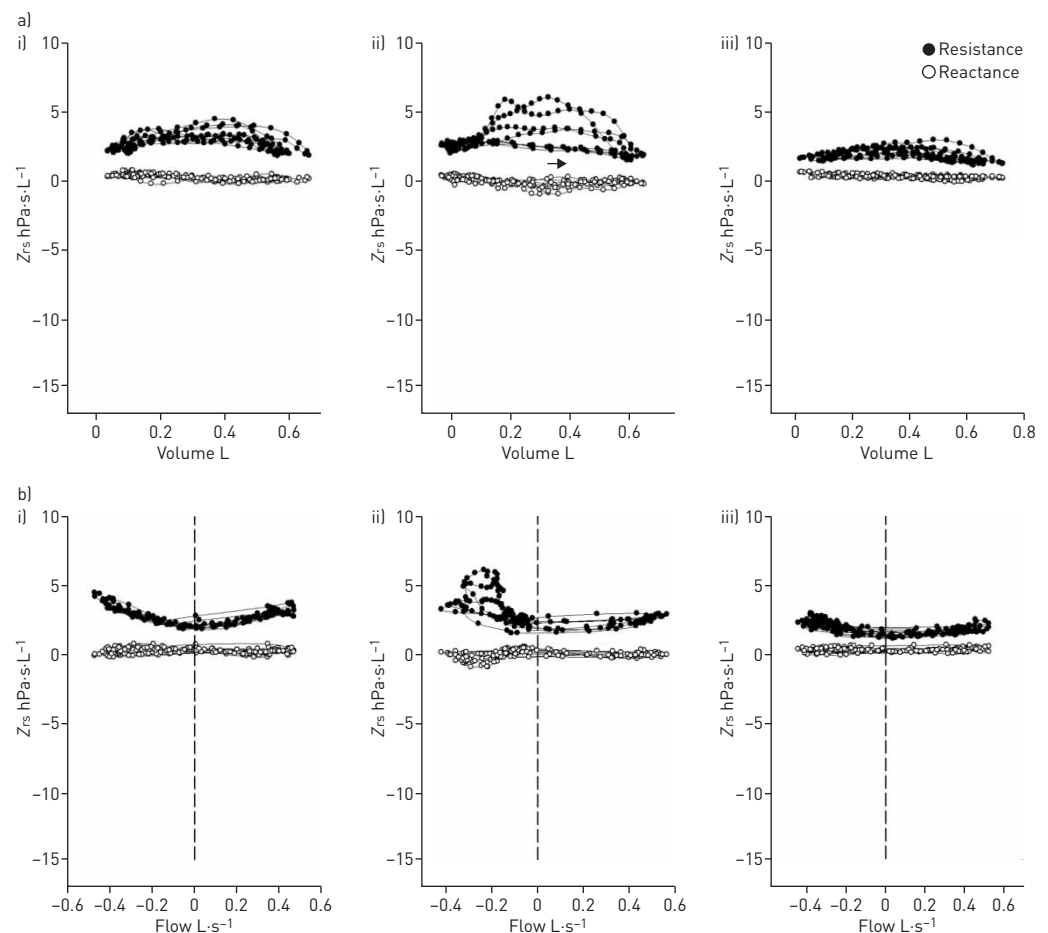 a)
i)
ii)
iii)
Resistance
Reactance
10
5
0
–5
–10
–15
Zrs hPa·s·L⁻¹
0 0.2 0.4 0.6
Volume L
10
5
0
–5
–10
–15
Zrs hPa·s·L⁻¹
0 0.2 0.4 0.6
Volume L
10
5
0
–5
–10
–15
Zrs hPa·s·L⁻¹
0 0.2 0.4 0.6 0.8
Volume L
b)
i)
ii)
iii)
10
5
0
–5
–10
–15
Zrs hPa·s·L⁻¹
–0.6 –0.4 –0.2 0 0.2 0.4 0.6
Flow L·s⁻¹
10
5
0
–5
–10
–15
Zrs hPa·s·L⁻¹
–0.4 –0.2 0 0.2 0.4 0.6
Flow L·s⁻¹
10
5
0
–5
–10
–15
Zrs hPa·s·L⁻¹
–0.4 –0.2 0 0.2 0.4 0.6
Flow L·s⁻¹